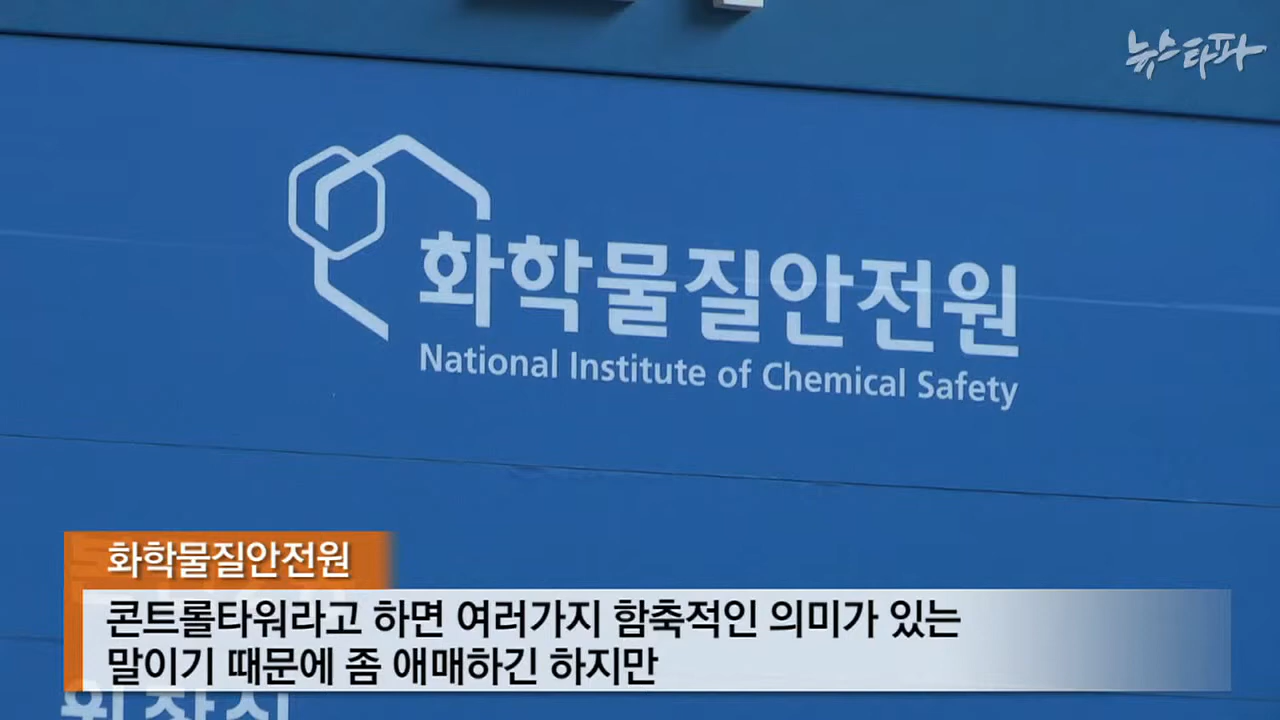 뉴스타파
화학물질안전원
National Institute of Chemical Safety
화학물질안전원
콘트롤타워라고 하면 여러가지 함축적인 의미가 있는
말이기 때문에 좀 애매하긴 하지만